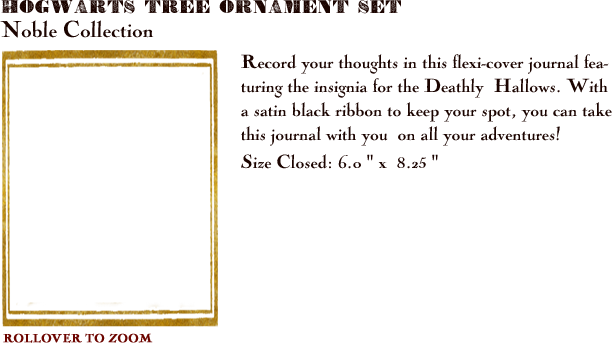 HOGWARTS TREE ORNAMENT SET
Noble Collection
Record your thoughts in this flexi-cover journal fea-
turing the insignia for the Deathly Hallows. With
a satin black ribbon to keep your spot, you can take
this journal with you on all your adventures!
Size Closed: 6.0 " x 8.25 "
ROLLOVER TO ZOOM